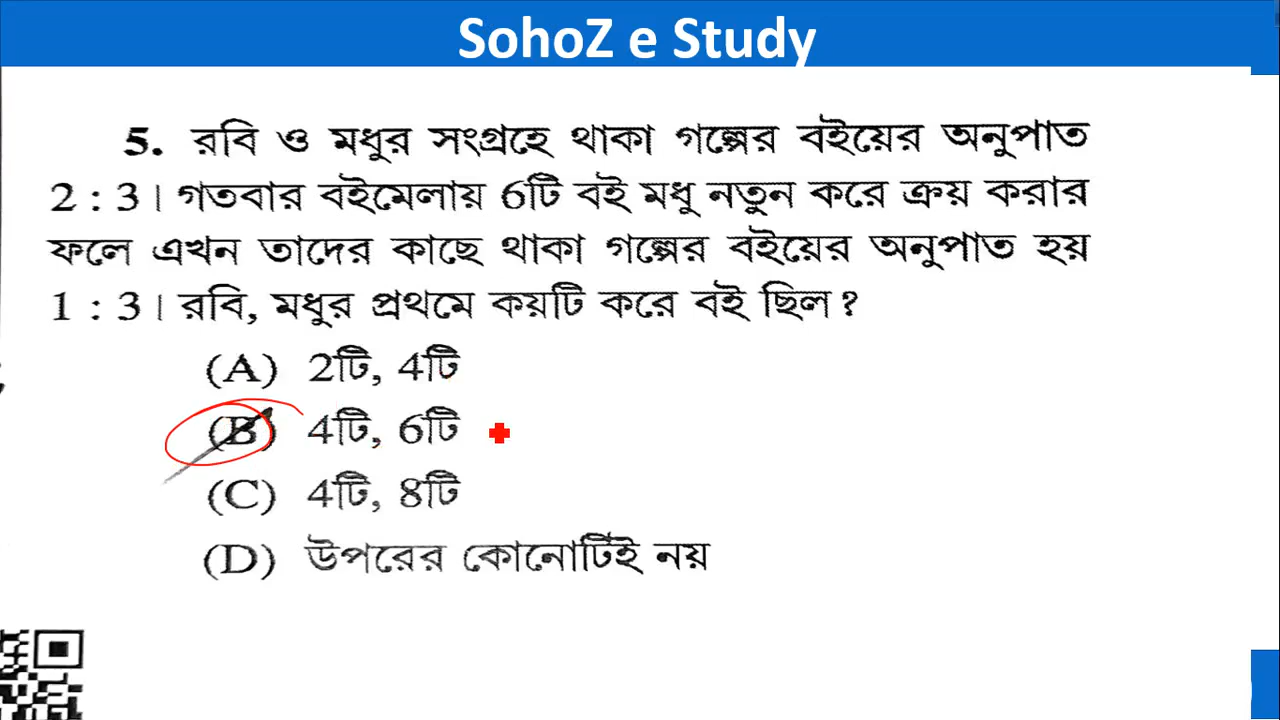 SohoZ e Study
5. রবি ও মধুর সংগ্রহে থাকা গল্পের বইয়ের অনুপাত
2 : 3। গতবার বইমেলায় 6টি বই মধু নতুন করে ক্রয় করার
ফলে এখন তাদের কাছে থাকা গল্পের বইয়ের অনুপাত হয়
1 : 3। রবি, মধুর প্রথমে কয়টি করে বই ছিল?
(A) 2টি, 4টি
(B) 4টি, 6টি
(C) 4টি, 8টি
(D) উপরের কোনোটিই নয়